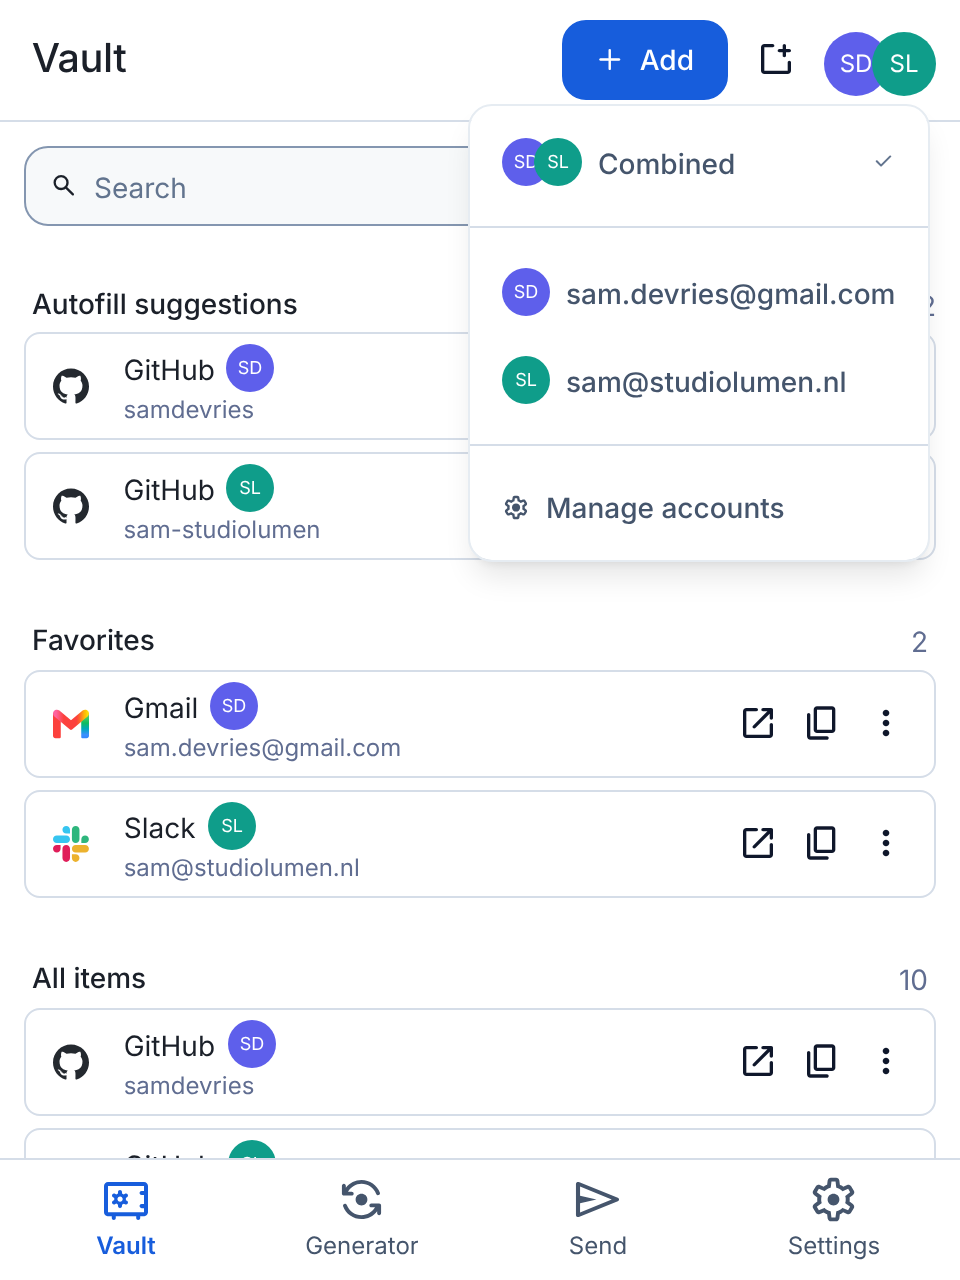 Vault
Add
SD SL
SD SL Combined
Search
SD sam.devries@gmail.com
SL sam@studiolumen.nl
Manage accounts
Autofill suggestions
GitHub SD
samdevries
GitHub SL
sam-studiolumen
Favorites 2
Gmail SD
sam.devries@gmail.com
Slack SL
sam@studiolumen.nl
All items 10
GitHub SD
samdevries
Vault
Generator
Send
Settings